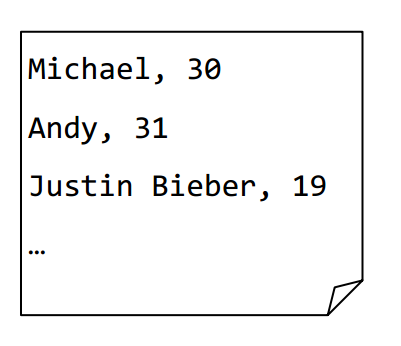 Michael, 30
Andy, 31
Justin Bieber, 19
…